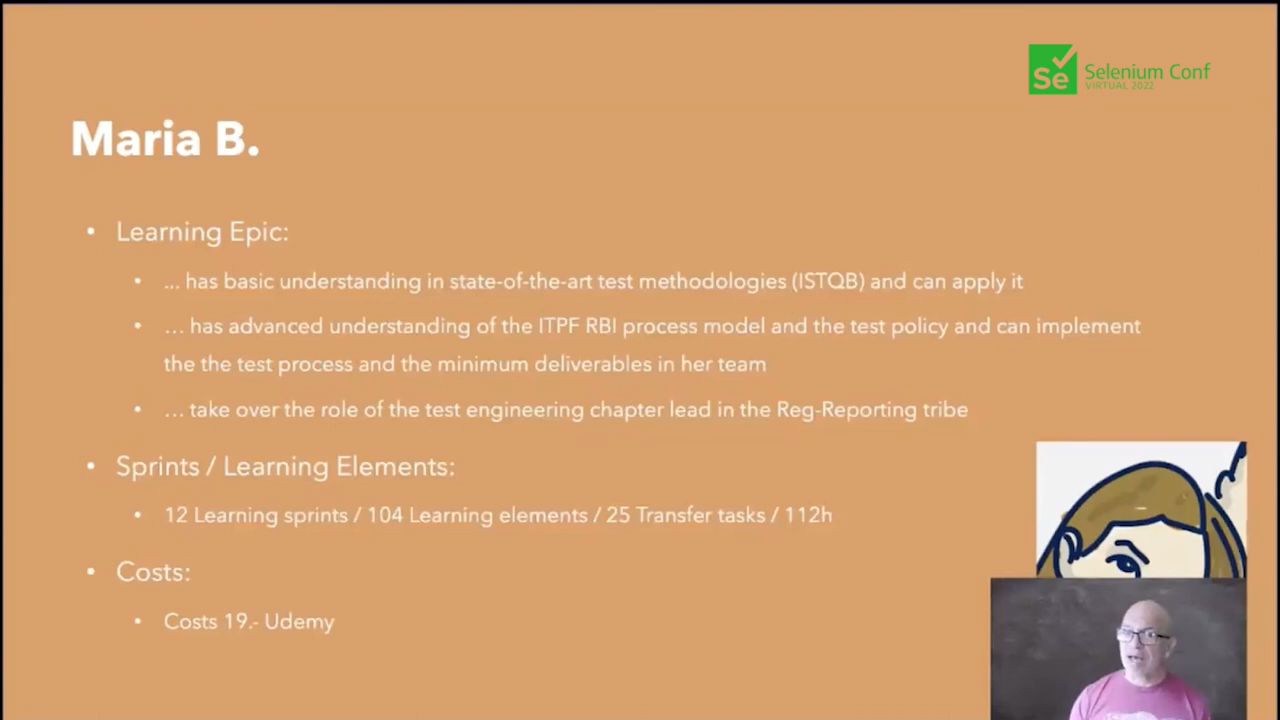 Se Selenium Conf
VIRTUAL 2022
Maria B.
• Learning Epic:
• ... has basic understanding in state-of-the-art test methodologies (ISTQB) and can apply it
• … has advanced understanding of the ITPF RBI process model and the test policy and can implement
the the test process and the minimum deliverables in her team
• … take over the role of the test engineering chapter lead in the Reg-Reporting tribe
• Sprints / Learning Elements:
• 12 Learning sprints / 104 Learning elements / 25 Transfer tasks / 112h
• Costs:
• Costs 19.- Udemy